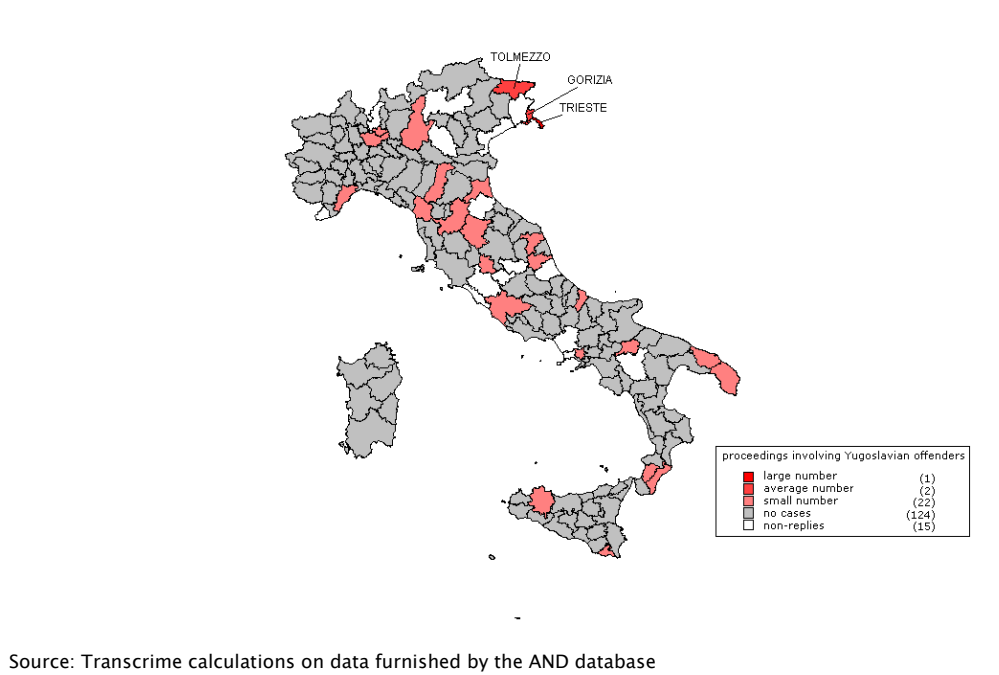 TOLMEZZO
GORIZIA
TRIESTE
proceedings involving Yugoslavian offenders
large number (1)
average number (2)
small number (22)
no cases (124)
non-replies (15)
Source: Transcrime calculations on data furnished by the AND database